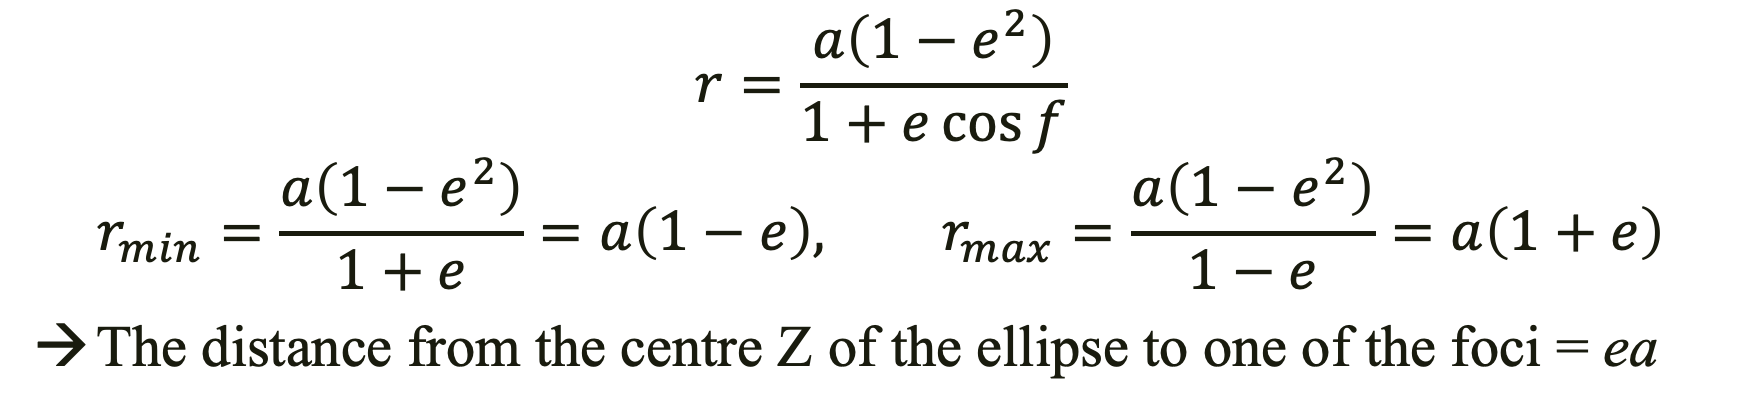 r = a(1 − e²) / (1 + e cos f)
r_min = a(1 − e²) / (1 + e) = a(1 − e), r_max = a(1 − e²) / (1 − e) = a(1 + e)
→ The distance from the centre Z of the ellipse to one of the foci = ea